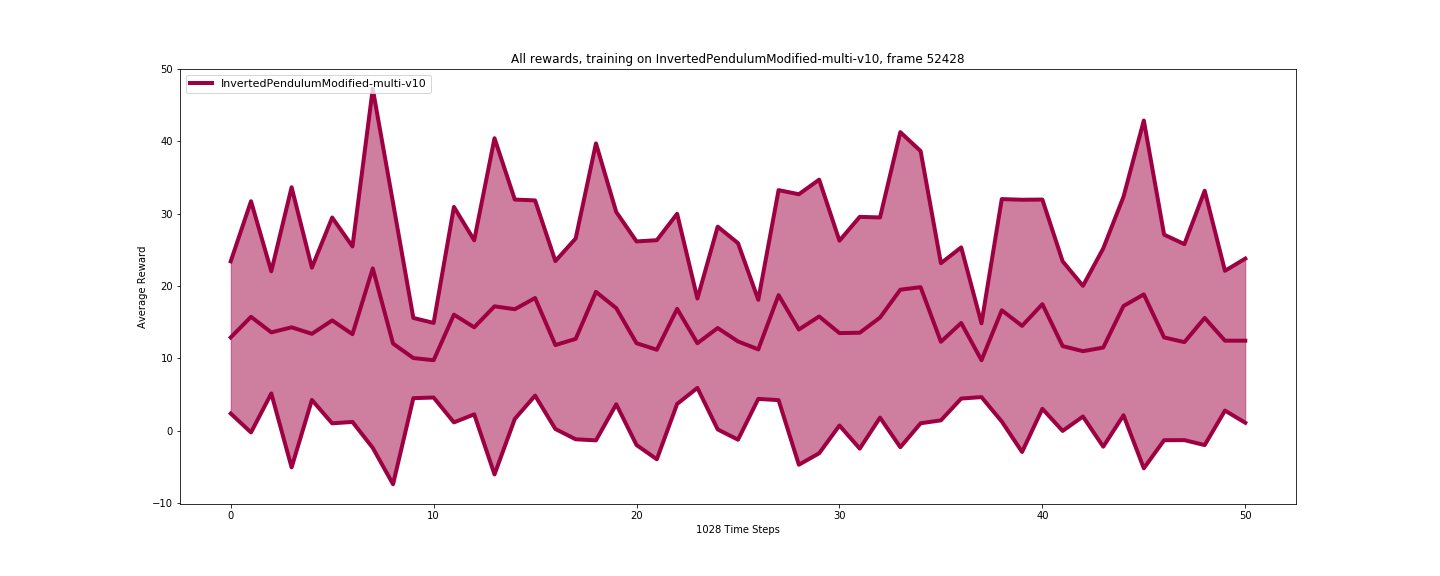 All rewards, training on InvertedPendulumModified-multi-v10, frame 52428
InvertedPendulumModified-multi-v10
Average Reward
50
40
30
20
10
0
−10
0 10 20 30 40 50
1028 Time Steps